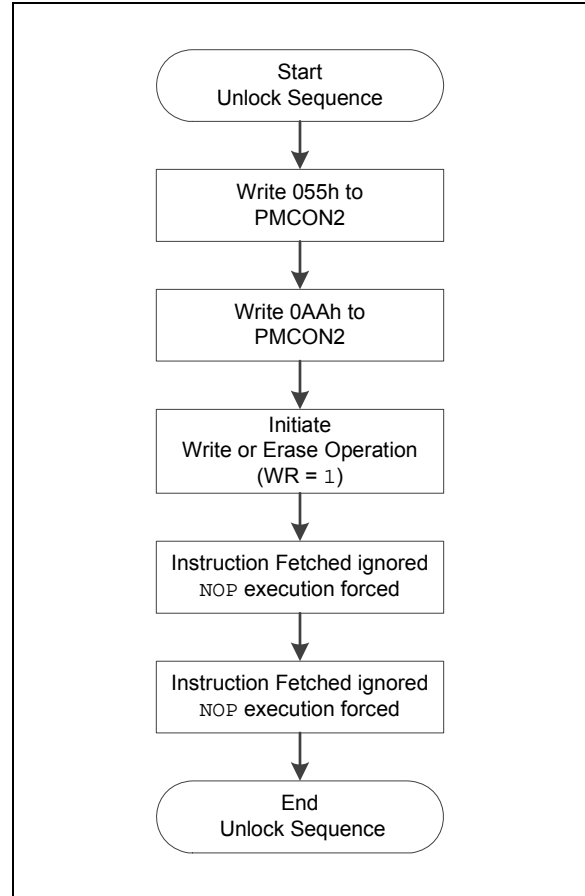 Start
Unlock Sequence
Write 055h to
PMCON2
Write 0AAh to
PMCON2
Initiate
Write or Erase Operation
(WR = 1)
Instruction Fetched ignored
NOP execution forced
Instruction Fetched ignored
NOP execution forced
End
Unlock Sequence